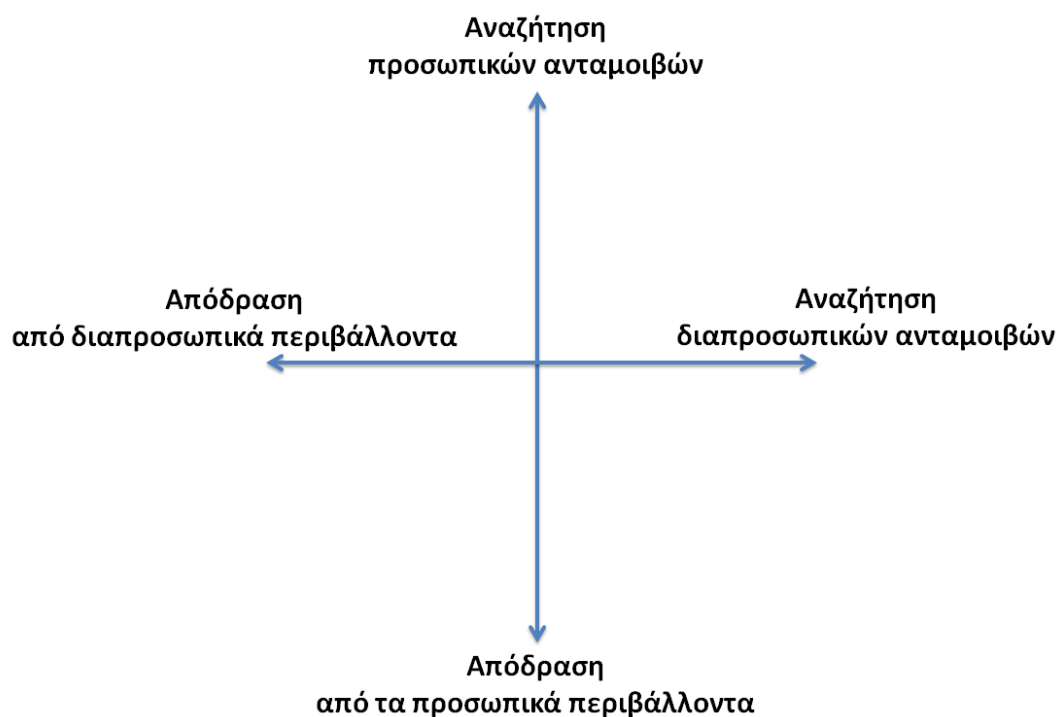 Αναζήτηση
προσωπικών ανταμοιβών
Απόδραση
από διαπροσωπικά περιβάλλοντα
Αναζήτηση
διαπροσωπικών ανταμοιβών
Απόδραση
από τα προσωπικά περιβάλλοντα